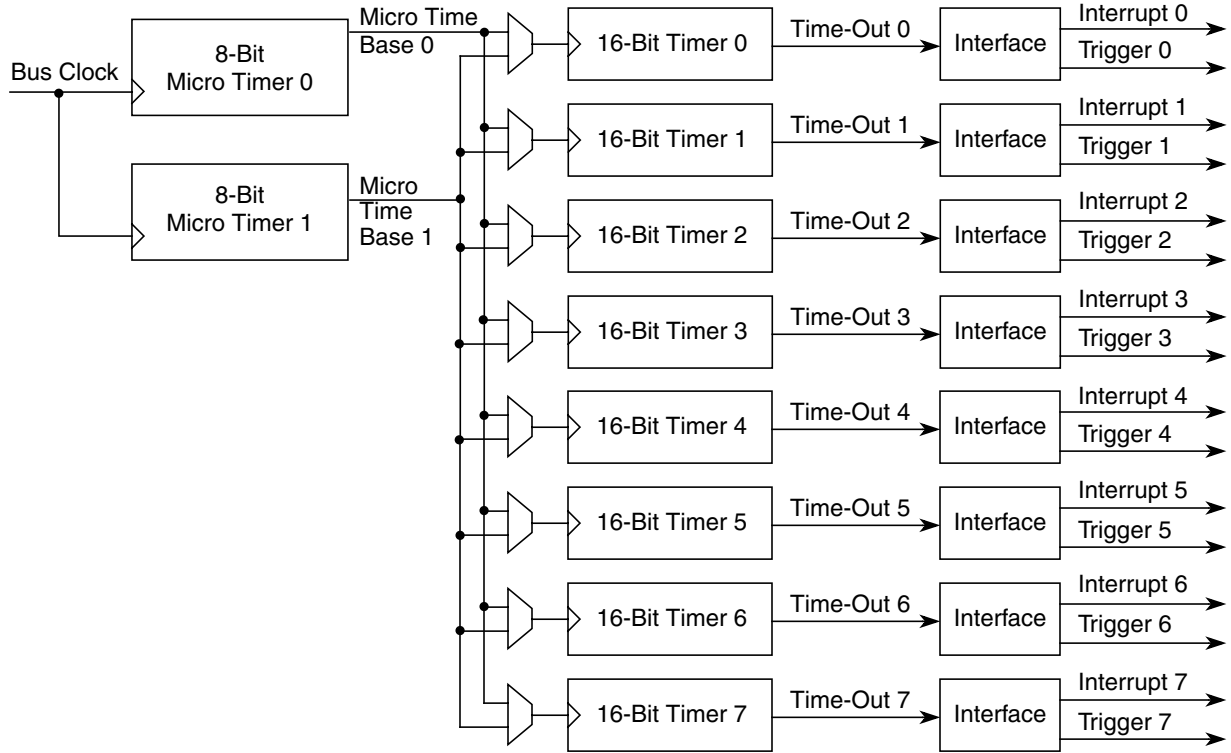 Bus Clock
8-Bit
Micro Timer 0
Micro Time
Base 0
8-Bit
Micro Timer 1
Micro
Time
Base 1
16-Bit Timer 0
Time-Out 0
Interface
Interrupt 0
Trigger 0
16-Bit Timer 1
Time-Out 1
Interface
Interrupt 1
Trigger 1
16-Bit Timer 2
Time-Out 2
Interface
Interrupt 2
Trigger 2
16-Bit Timer 3
Time-Out 3
Interface
Interrupt 3
Trigger 3
16-Bit Timer 4
Time-Out 4
Interface
Interrupt 4
Trigger 4
16-Bit Timer 5
Time-Out 5
Interface
Interrupt 5
Trigger 5
16-Bit Timer 6
Time-Out 6
Interface
Interrupt 6
Trigger 6
16-Bit Timer 7
Time-Out 7
Interface
Interrupt 7
Trigger 7